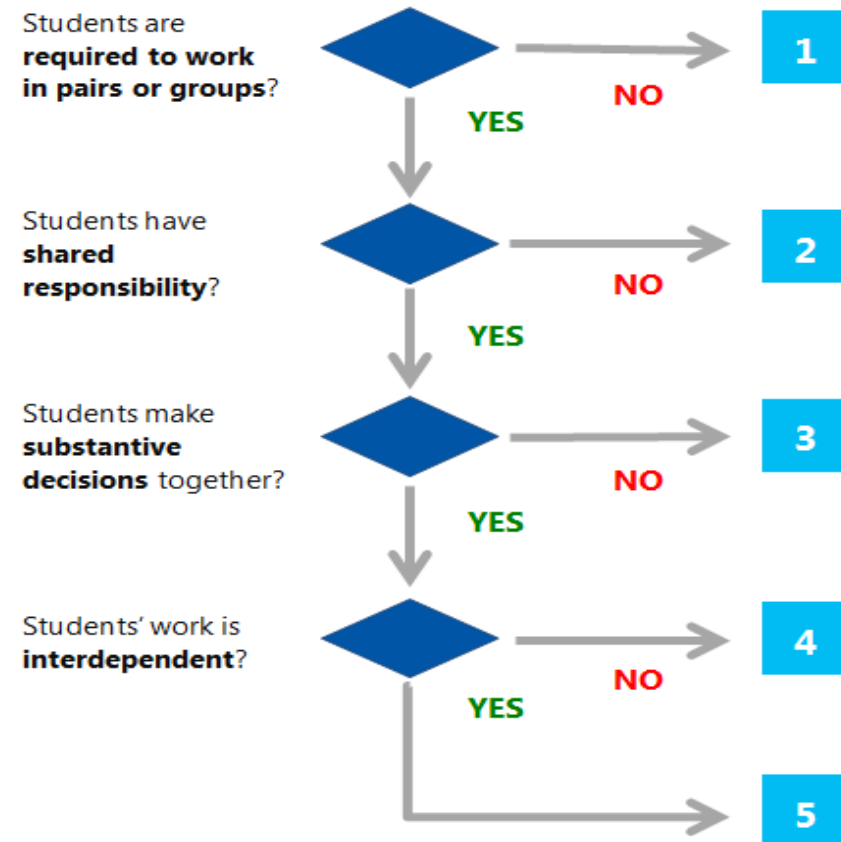 Students are
required to work
in pairs or groups?
1
NO
YES
Students have
shared
responsibility?
2
NO
YES
Students make
substantive
decisions together?
3
NO
YES
Students’ work is
interdependent?
4
NO
YES
5